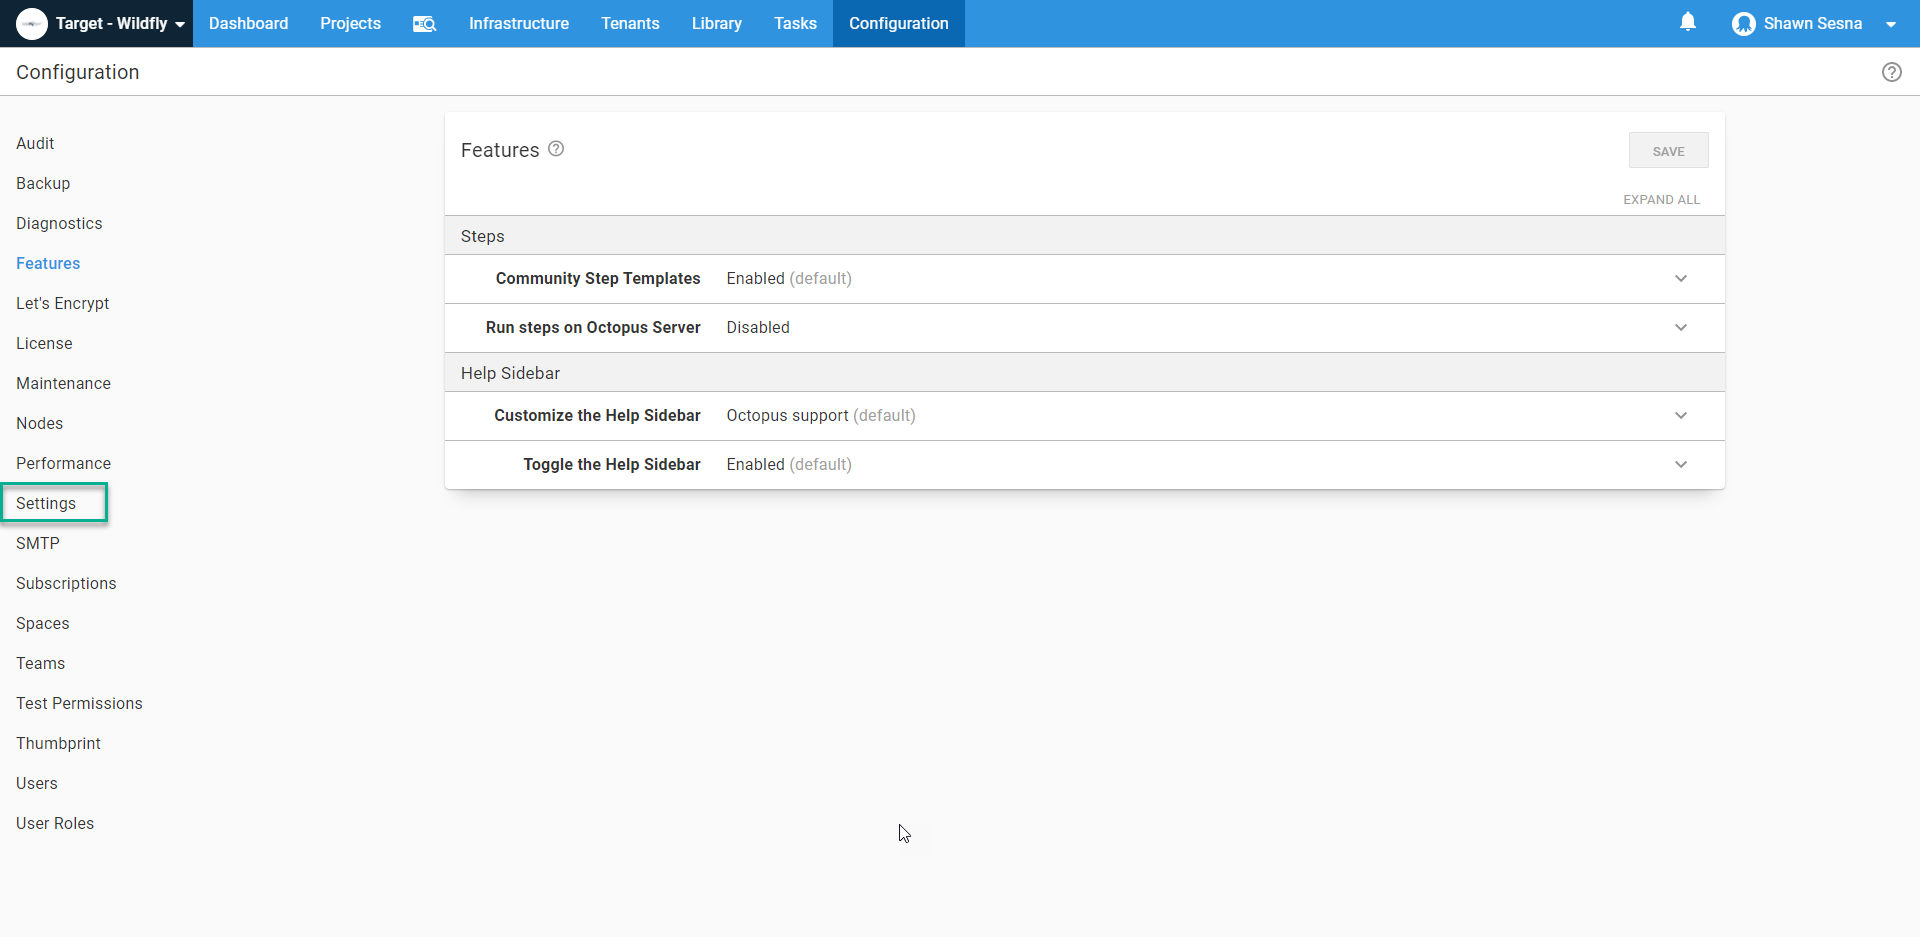 Target - Wildfly
Dashboard
Projects
Infrastructure
Tenants
Library
Tasks
Configuration
Shawn Sesna
Configuration
Audit
Backup
Diagnostics
Features
Let's Encrypt
License
Maintenance
Nodes
Performance
Settings
SMTP
Subscriptions
Spaces
Teams
Test Permissions
Thumbprint
Users
User Roles
Features
SAVE
EXPAND ALL
Steps
Community Step Templates Enabled (default)
Run steps on Octopus Server Disabled
Help Sidebar
Customize the Help Sidebar Octopus support (default)
Toggle the Help Sidebar Enabled (default)